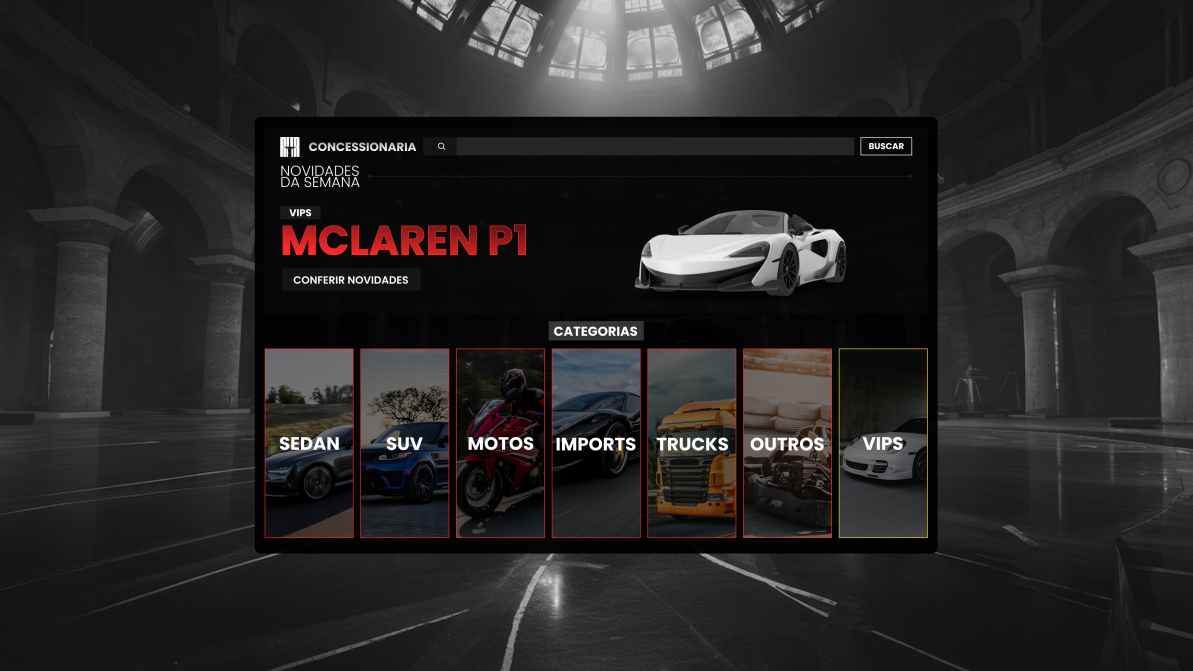 CONCESSIONARIA
BUSCAR
NOVIDADES
DA SEMANA
VIPS
MCLAREN P1
CONFERIR NOVIDADES
CATEGORIAS
SEDAN
SUV
MOTOS
IMPORTS
TRUCKS
OUTROS
VIPS